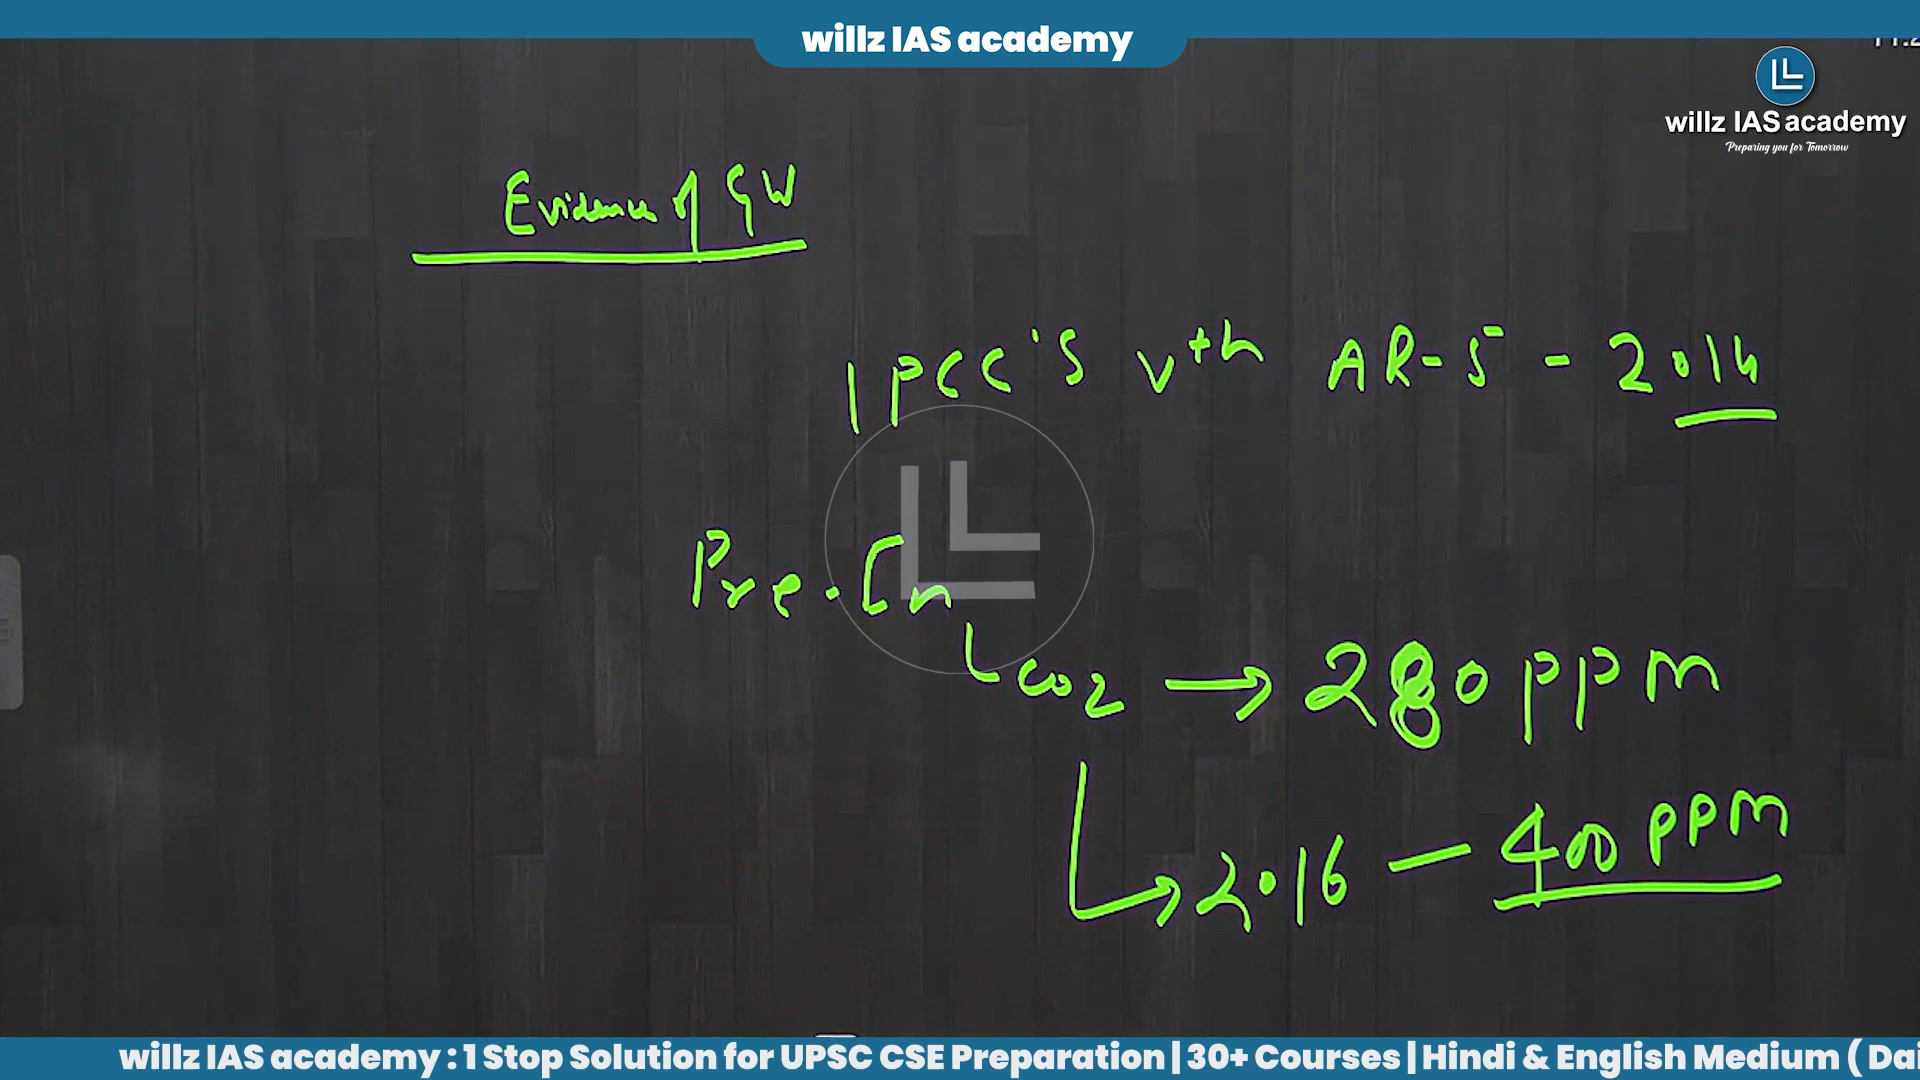 willz IAS academy
willz IAS academy
Preparing you for Tomorrow
Evidence of GW
IPCC'S Vth AR-5 - 2014
Pre-In
CO2 → 280 ppm
→ 2016 — 400 ppm
willz IAS academy : 1 Stop Solution for UPSC CSE Preparation | 30+ Courses | Hindi & English Medium ( Dai